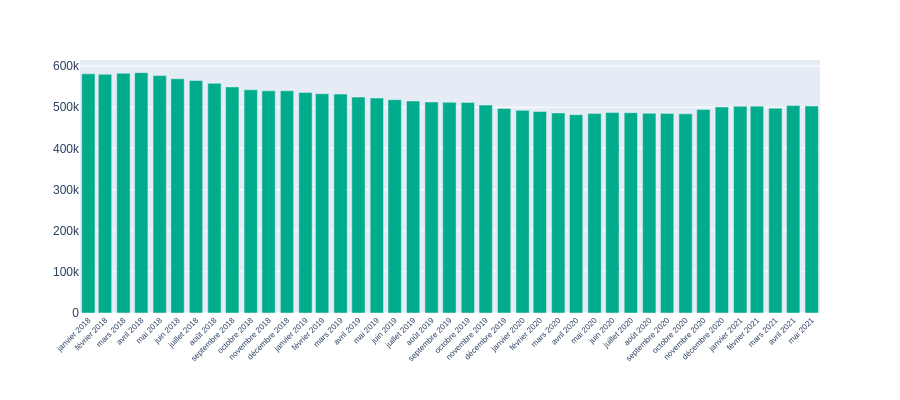 600k
500k
400k
300k
200k
100k
0
janvier 2018
février 2018
mars 2018
avril 2018
mai 2018
juin 2018
juillet 2018
août 2018
septembre 2018
octobre 2018
novembre 2018
décembre 2018
janvier 2019
février 2019
mars 2019
avril 2019
mai 2019
juin 2019
juillet 2019
août 2019
septembre 2019
octobre 2019
novembre 2019
décembre 2019
janvier 2020
février 2020
mars 2020
avril 2020
mai 2020
juin 2020
juillet 2020
août 2020
septembre 2020
octobre 2020
novembre 2020
décembre 2020
janvier 2021
février 2021
mars 2021
avril 2021
mai 2021